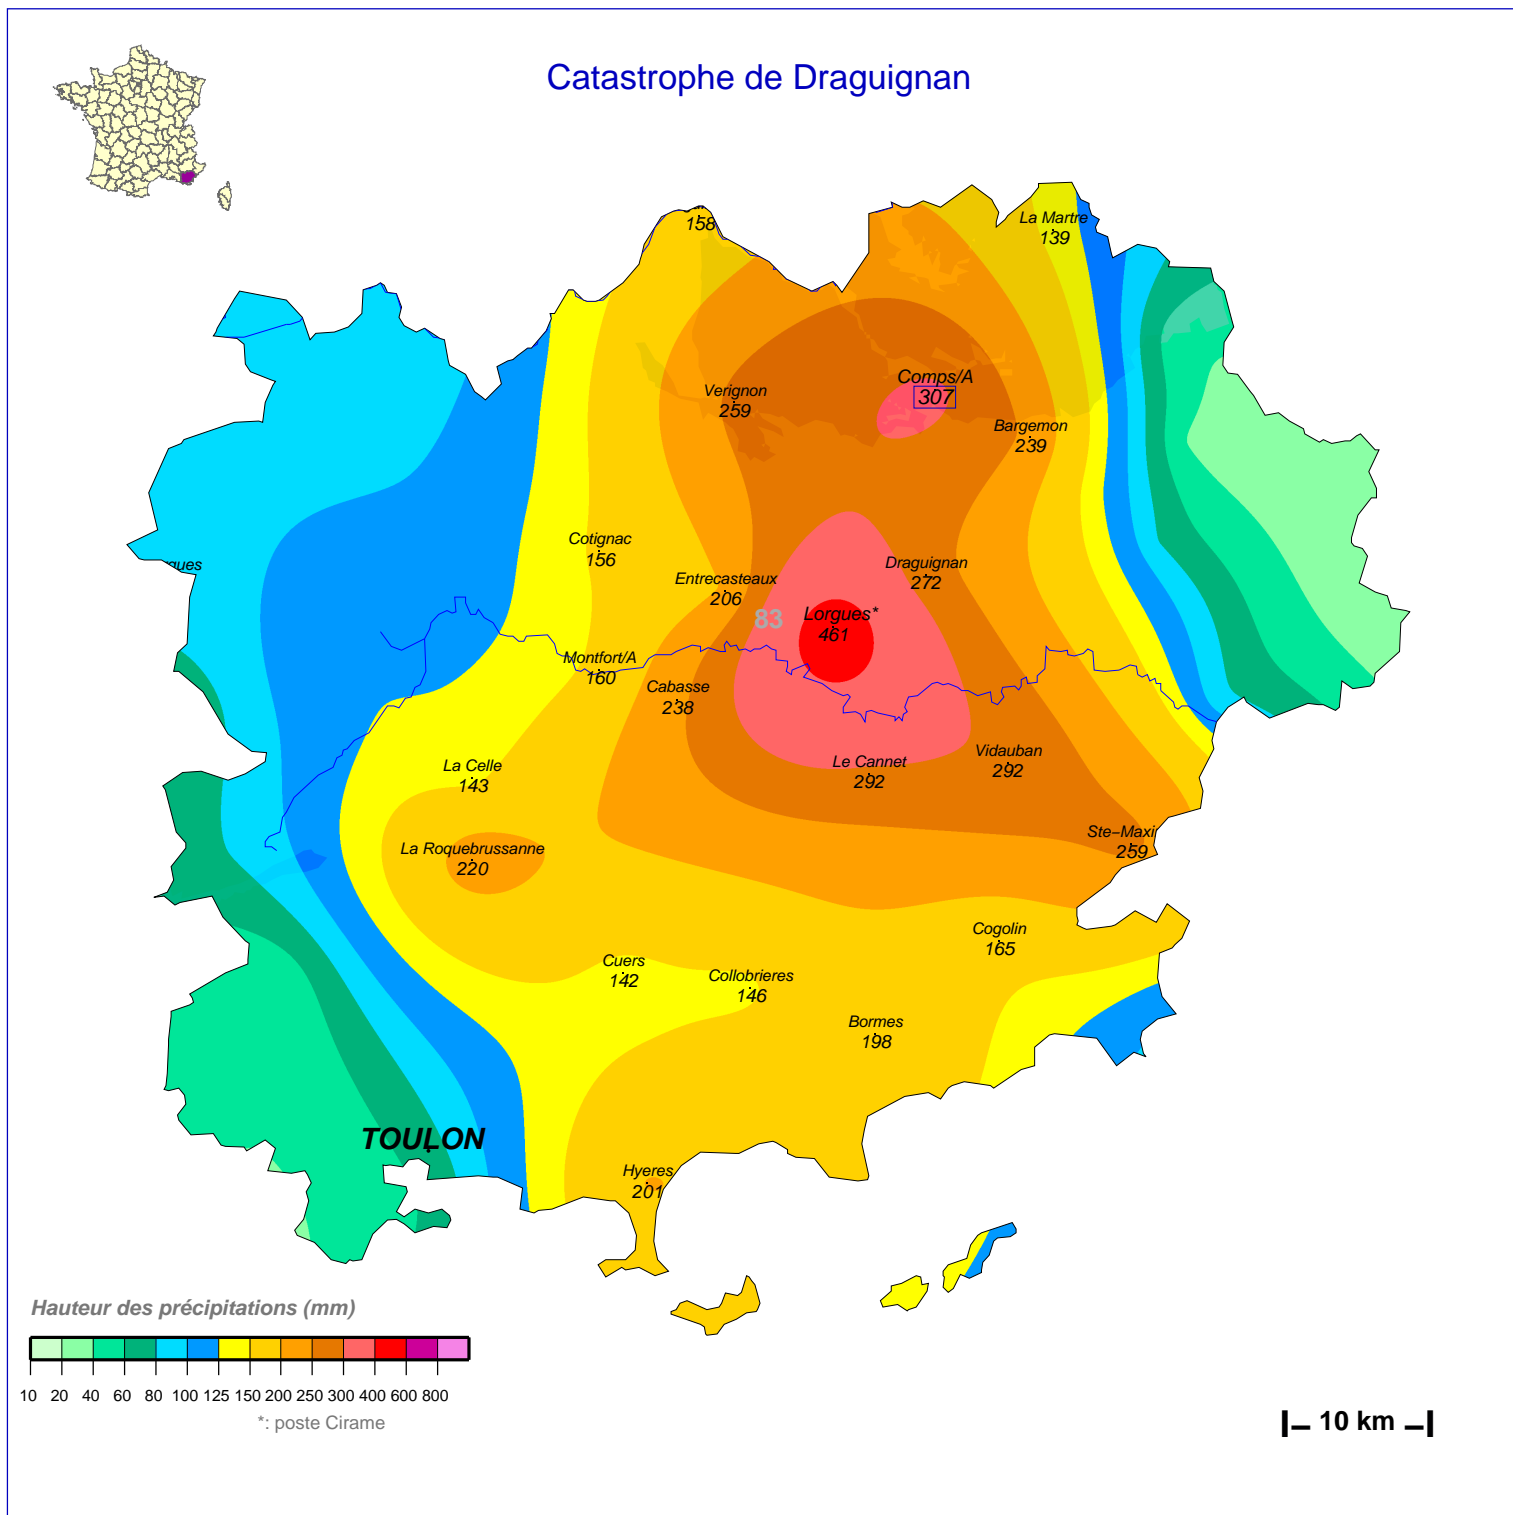 Catastrophe de Draguignan
158
La Martre
139
Comps/A
307
Verignon
259
Bargemon
239
Cotignac
156
Draguignan
272
Entrecasteaux
206
83
Lorgues*
461
Montfort/A
160
Cabasse
238
La Celle
143
Le Cannet
292
Vidauban
292
Ste-Maxi
259
La Roquebrussanne
220
Cogolin
165
Cuers
142
Collobrieres
146
Bormes
198
TOULON
Hyeres
201
Hauteur des précipitations (mm)
10 20 40 60 80 100 125 150 200 250 300 400 600 800
*: poste Cirame
10 km